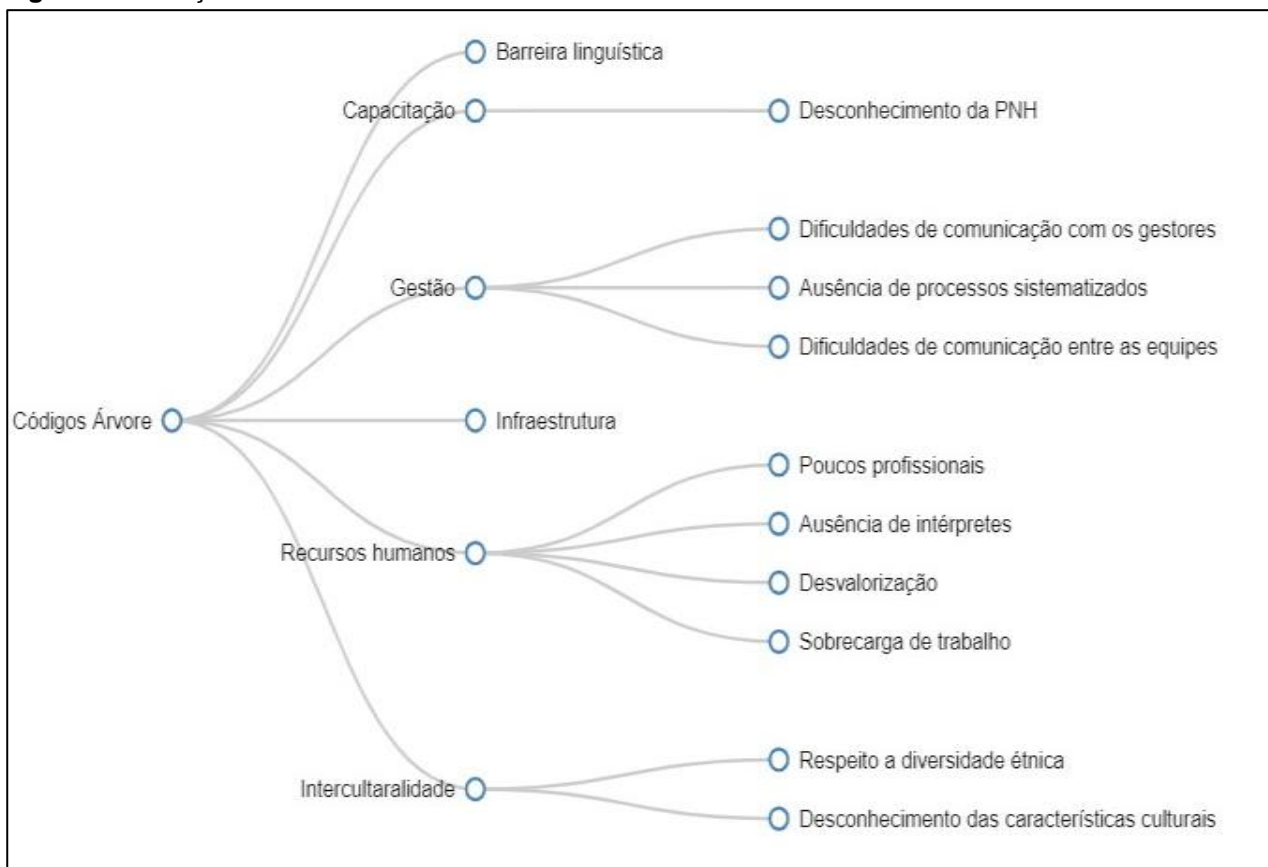 Barreira linguística
Capacitação
Desconhecimento da PNH
Dificuldades de comunicação com os gestores
Gestão
Ausência de processos sistematizados
Dificuldades de comunicação entre as equipes
Códigos Árvore
Infraestrutura
Poucos profissionais
Ausência de intérpretes
Recursos humanos
Desvalorização
Sobrecarga de trabalho
Respeito a diversidade étnica
Intercultaralidade
Desconhecimento das características culturais